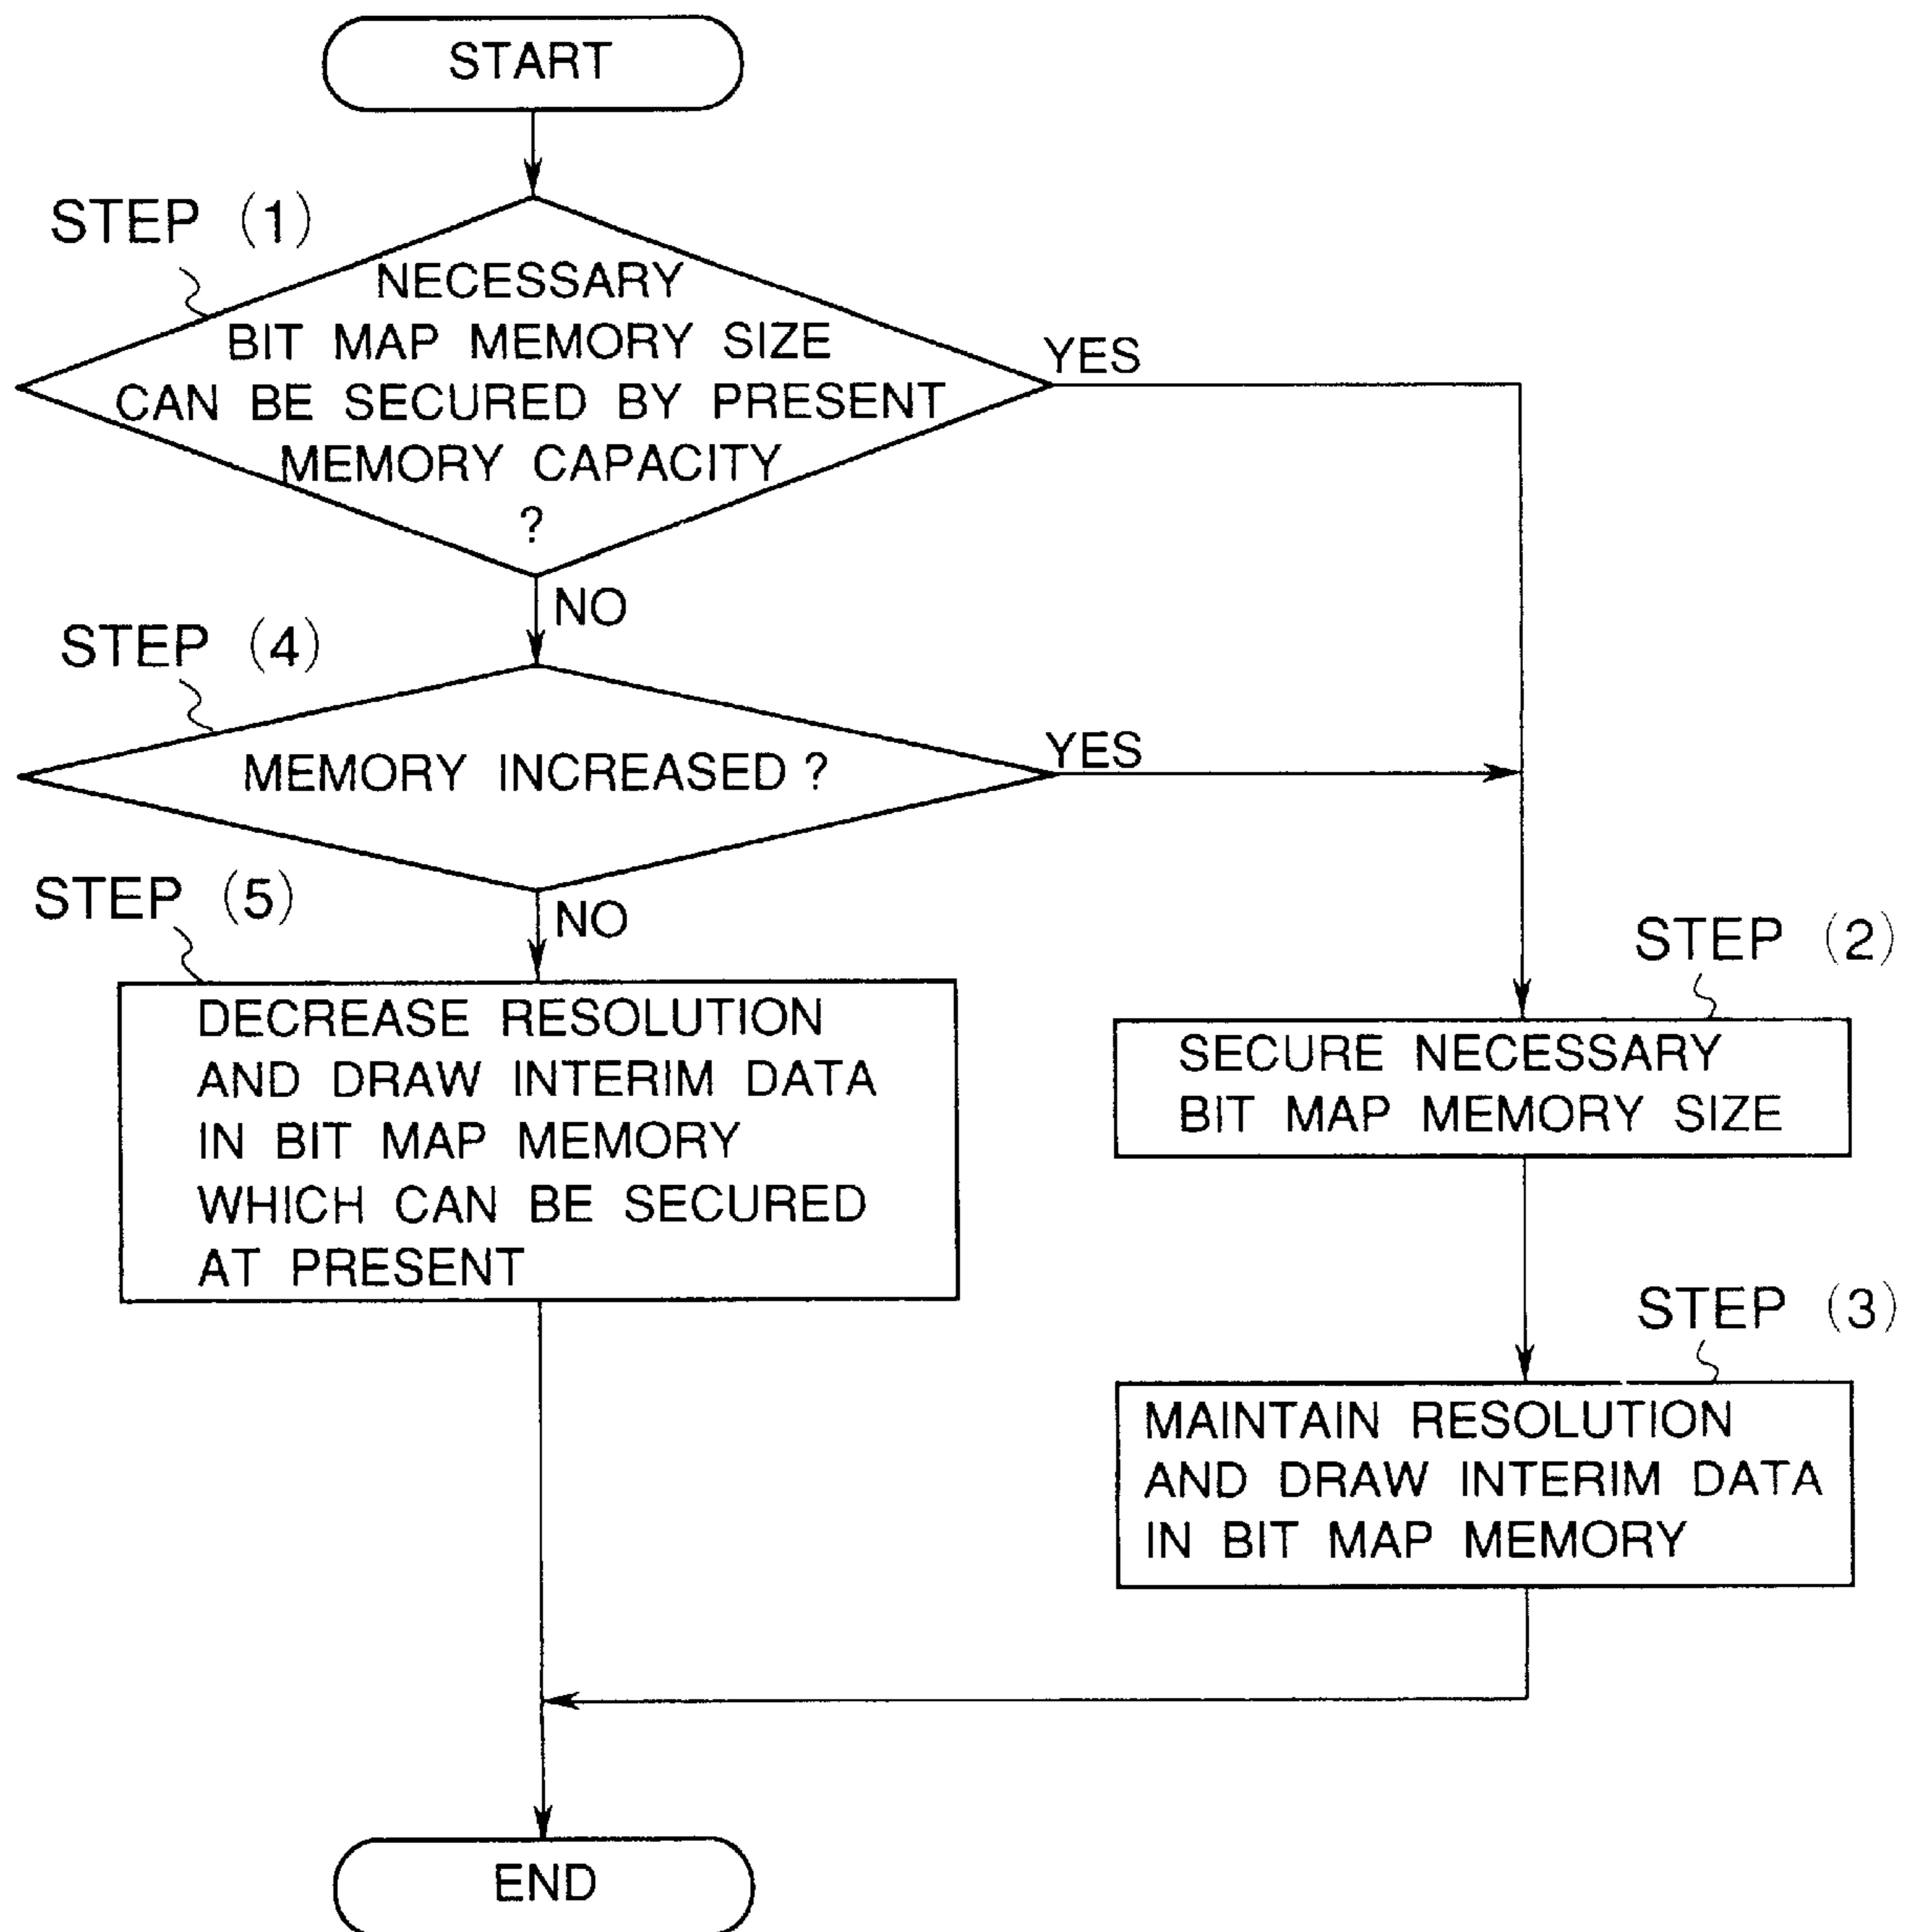 START
STEP (1)
NECESSARY
BIT MAP MEMORY SIZE
CAN BE SECURED BY PRESENT
MEMORY CAPACITY
?
YES
NO
STEP (4)
MEMORY INCREASED ?
YES
NO
STEP (5)
DECREASE RESOLUTION
AND DRAW INTERIM DATA
IN BIT MAP MEMORY
WHICH CAN BE SECURED
AT PRESENT
STEP (2)
SECURE NECESSARY
BIT MAP MEMORY SIZE
STEP (3)
MAINTAIN RESOLUTION
AND DRAW INTERIM DATA
IN BIT MAP MEMORY
END